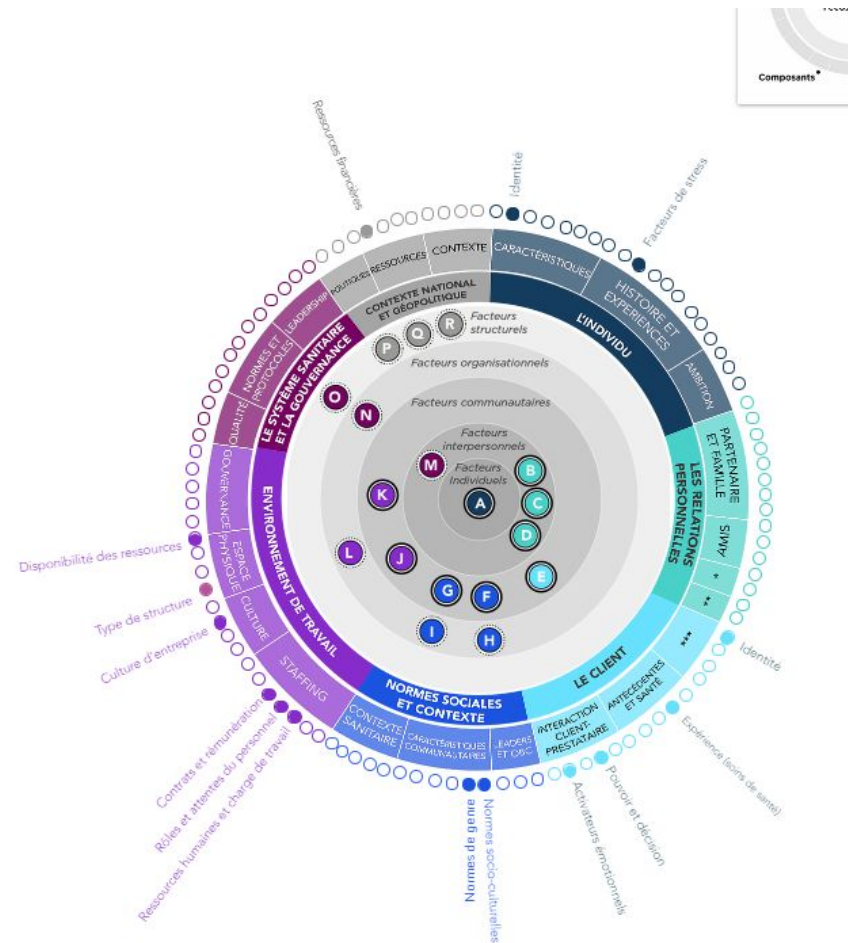 Composants
Ressources financières
Identité
Facteurs de stress
POLITIQUES
RESSOURCES
CONTEXTE
CARACTÉRISTIQUES
HISTOIRE ET
EXPERIENCES
AMBITION
CONTEXTE NATIONAL
ET GÉOPOLITIQUE
L'INDIVIDU
LEADERSHIP
NORMES ET
PROTOCOLES
QUALITÉ
LE SYSTÈME SANITAIRE
ET LA GOUVERNANCE
Facteurs
structurels
Facteurs organisationnels
Facteurs communautaires
Facteurs
interpersonnels
Facteurs
Individuels
R
Q
P
O
N
M
B
K
A
C
D
L
J
E
G
F
I
H
PARTENAIRE
ET FAMILLE
AMIS
*
**
***
LES RELATIONS
PERSONNELLES
GOUVERNANCE
ESPACE
PHYSIQUE
CULTURE
STAFFING
ENVIRONNEMENT DE TRAVAIL
LE CLIENT
ANTÉCÉDENTES
ET SANTÉ
INTERACTION
CLIENT-
PRESTATAIRE
NORMES SOCIALES
ET CONTEXTE
CONTEXTE
SANITAIRE
CARACTÉRISTIQUES
COMMUNAUTAIRES
LEADERS
ET OBC
Disponibilité des ressources
Type de structure
Culture d'entreprise
Contrats et rémunération
Rôles et attentes du personnel
Ressources humaines et charge de travail
Normes de genre
Normes socio-culturelles
Activateurs émotionnels
Pouvoir et décision
Expérience (soins de santé)
Identité